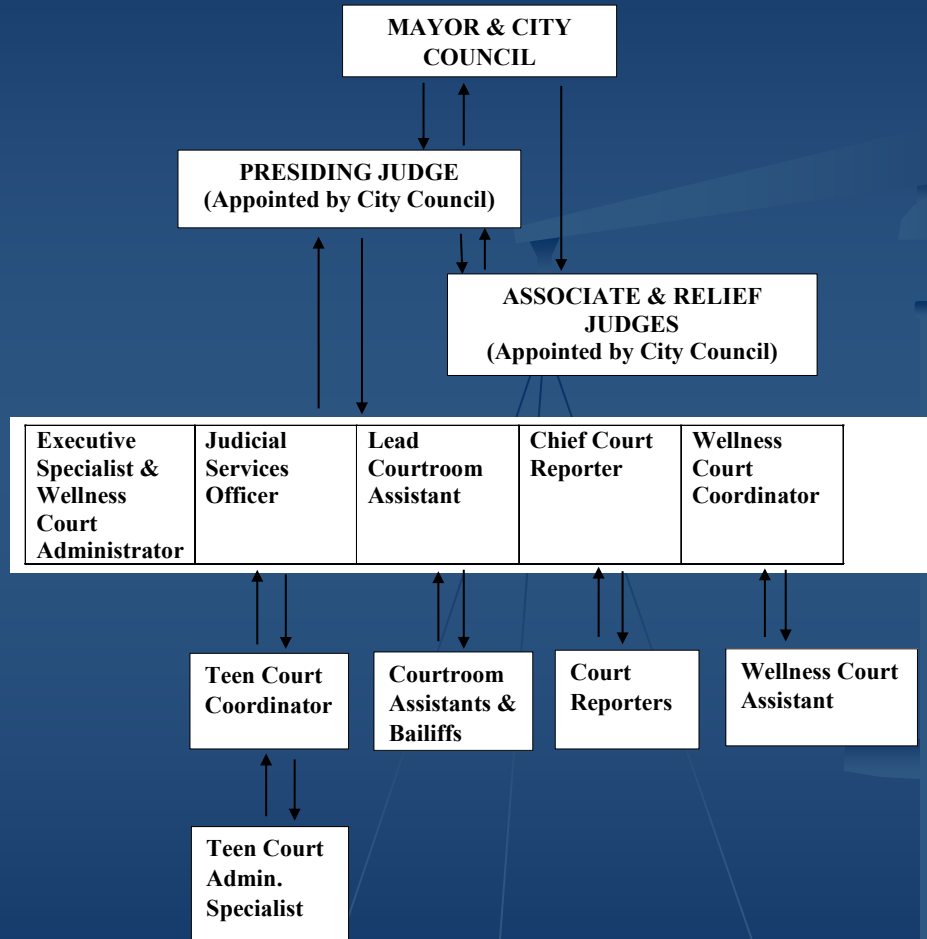 MAYOR & CITY
COUNCIL
PRESIDING JUDGE
(Appointed by City Council)
ASSOCIATE & RELIEF
JUDGES
(Appointed by City Council)
Executive
Specialist &
Wellness
Court
Administrator
Judicial
Services
Officer
Lead
Courtroom
Assistant
Chief Court
Reporter
Wellness
Court
Coordinator
Teen Court
Coordinator
Courtroom
Assistants &
Bailiffs
Court
Reporters
Wellness Court
Assistant
Teen Court
Admin.
Specialist